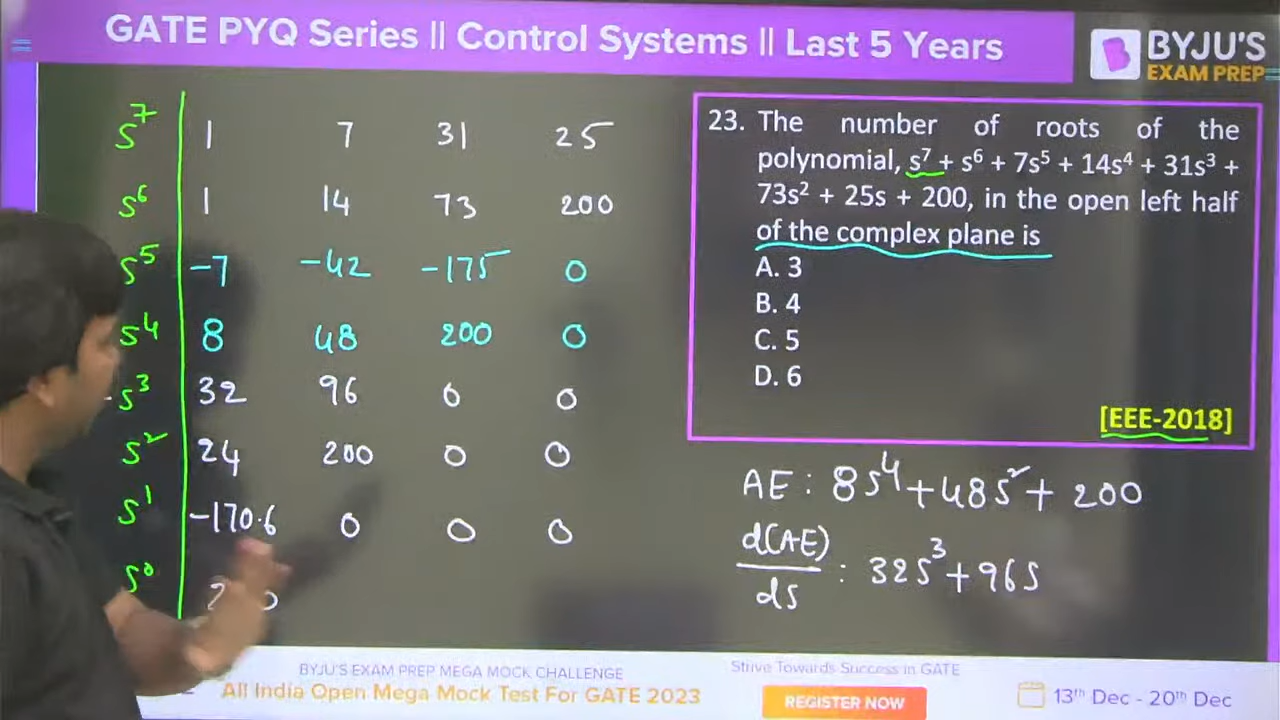 GATE PYQ Series || Control Systems || Last 5 Years
BYJU'S
EXAM PREP
s⁷ 1 7 31 25
s⁶ 1 14 73 200
s⁵ -7 -42 -175 0
s⁴ 8 48 200 0
s³ 32 96 0 0
s² 24 200 0 0
s¹ -170.6 0 0 0
s⁰
23. The number of roots of the
polynomial, s⁷ + s⁶ + 7s⁵ + 14s⁴ + 31s³ +
73s² + 25s + 200, in the open left half
of the complex plane is
A. 3
B. 4
C. 5
D. 6
[EEE-2018]
AE : 8s⁴ + 48s² + 200
d(AE)
ds : 32s³ + 96s
BYJU'S EXAM PREP MEGA MOCK CHALLENGE
All India Open Mega Mock Test For GATE 2023
Strive Towards Success in GATE
REGISTER NOW
13th Dec - 20th Dec